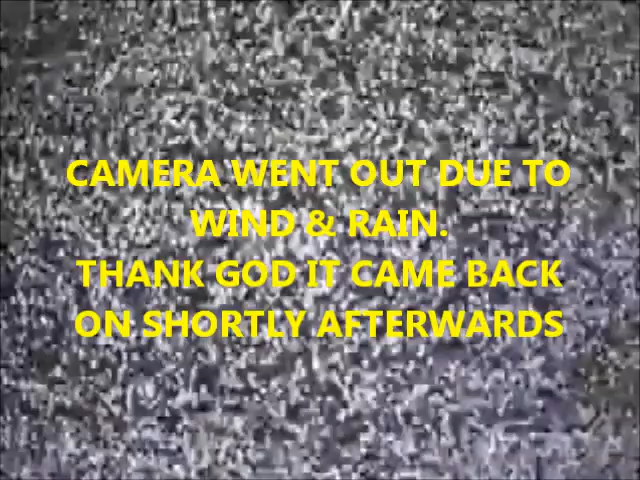 CAMERA WENT OUT DUE TO
WIND & RAIN.
THANK GOD IT CAME BACK
ON SHORTLY AFTERWARDS